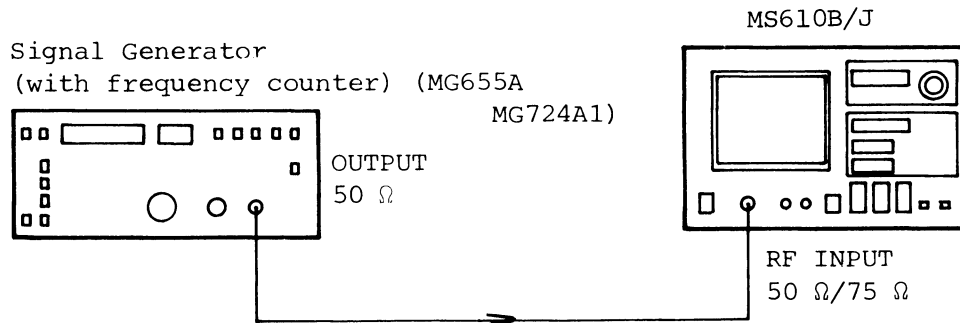 MS610B/J
Signal Generator
(with frequency counter) (MG655A
MG724A1)
OUTPUT
50 Ω
RF INPUT
50 Ω/75 Ω